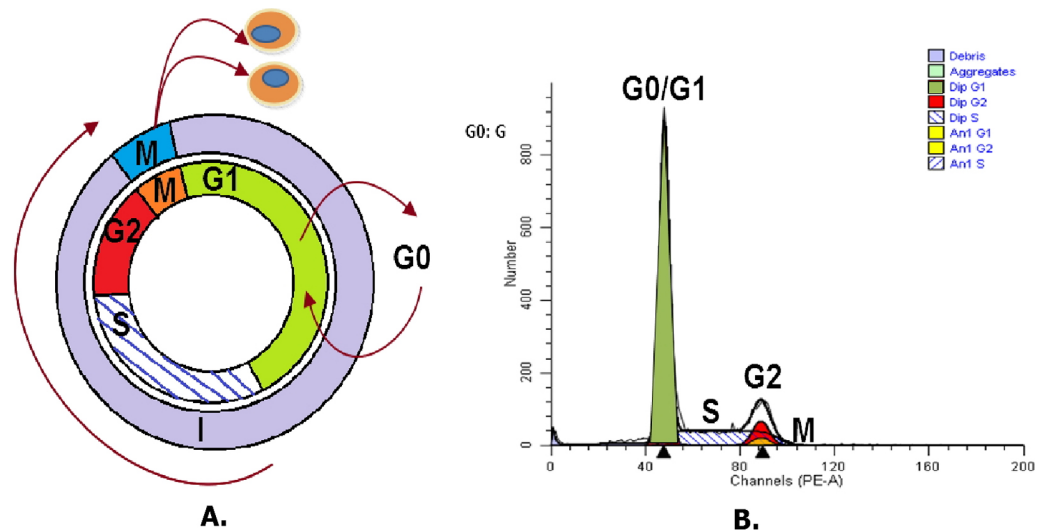 M
M
G1
G2
G0
S
I
A.
G0: G
G0/G1
S
G2
M
Number
800
600
400
200
0
0
40
80
120
160
200
Channels (PE-A)
Debris
Aggregates
Dip G1
Dip G2
Dip S
An1 G1
An1 G2
An1 S
B.